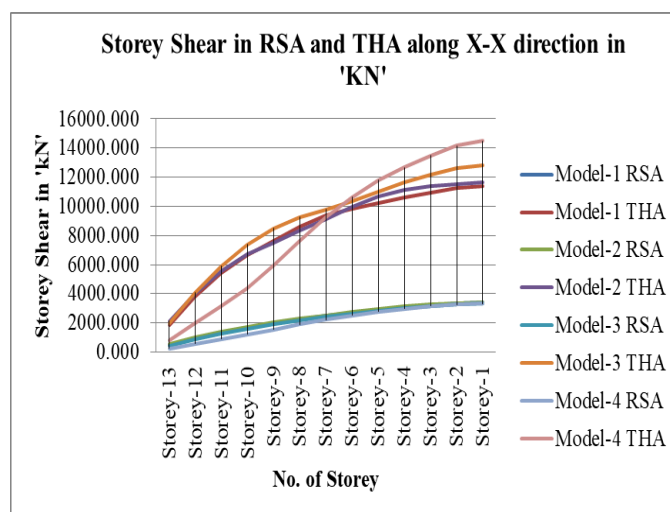 Storey Shear in RSA and THA along X-X direction in
'KN'
Storey Shear in 'kN'
16000.000
14000.000
12000.000
10000.000
8000.000
6000.000
4000.000
2000.000
0.000
Storey-13
Storey-12
Storey-11
Storey-10
Storey-9
Storey-8
Storey-7
Storey-6
Storey-5
Storey-4
Storey-3
Storey-2
Storey-1
No. of Storey
Model-1 RSA
Model-1 THA
Model-2 RSA
Model-2 THA
Model-3 RSA
Model-3 THA
Model-4 RSA
Model-4 THA